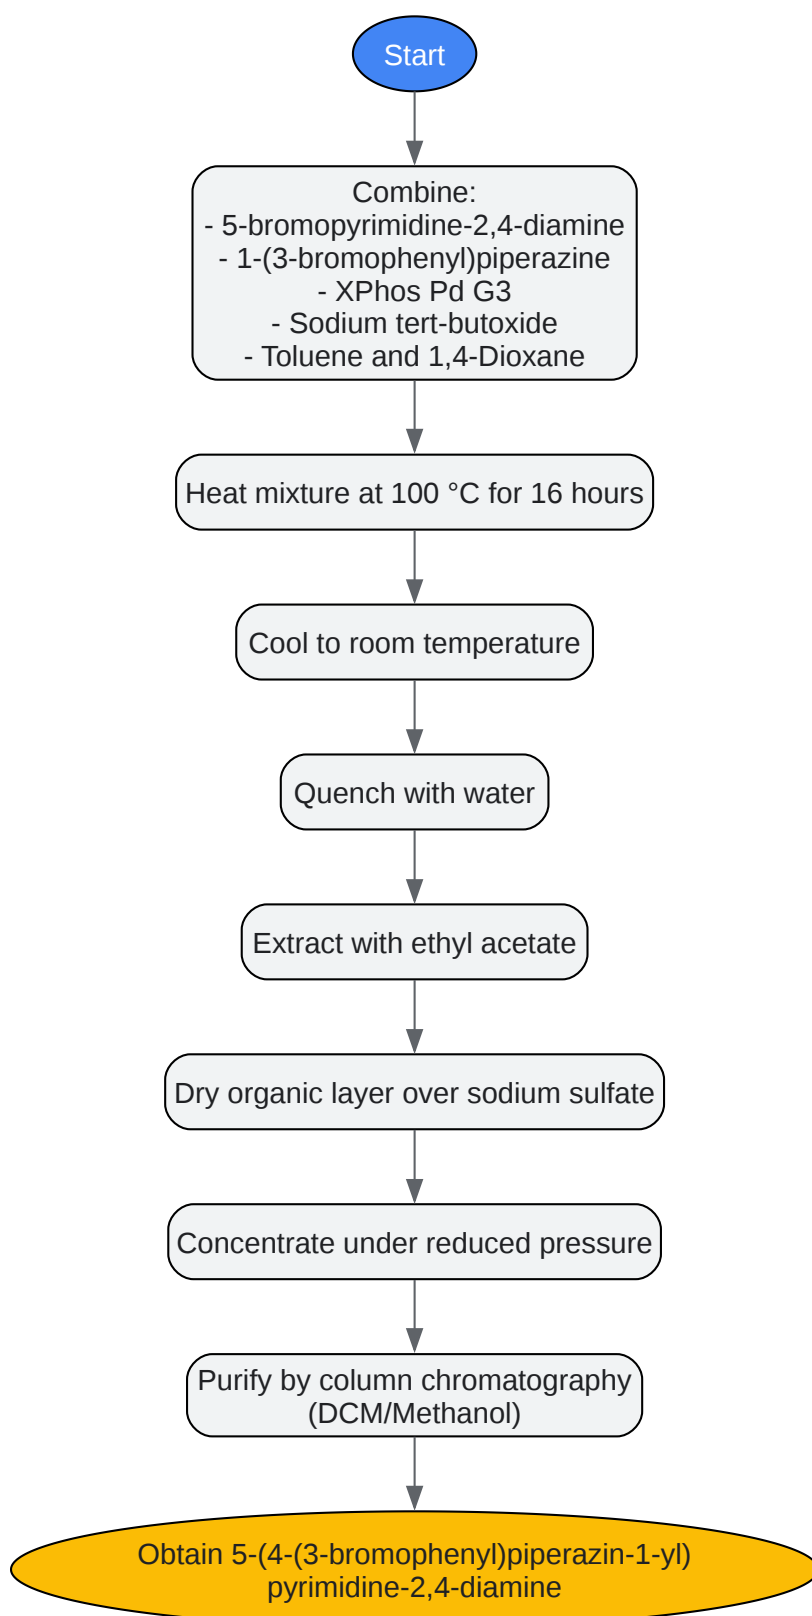 Start
Combine:
- 5-bromopyrimidine-2,4-diamine
- 1-(3-bromophenyl)piperazine
- XPhos Pd G3
- Sodium tert-butoxide
- Toluene and 1,4-Dioxane
Heat mixture at 100 °C for 16 hours
Cool to room temperature
Quench with water
Extract with ethyl acetate
Dry organic layer over sodium sulfate
Concentrate under reduced pressure
Purify by column chromatography
(DCM/Methanol)
Obtain 5-(4-(3-bromophenyl)piperazin-1-yl)
pyrimidine-2,4-diamine